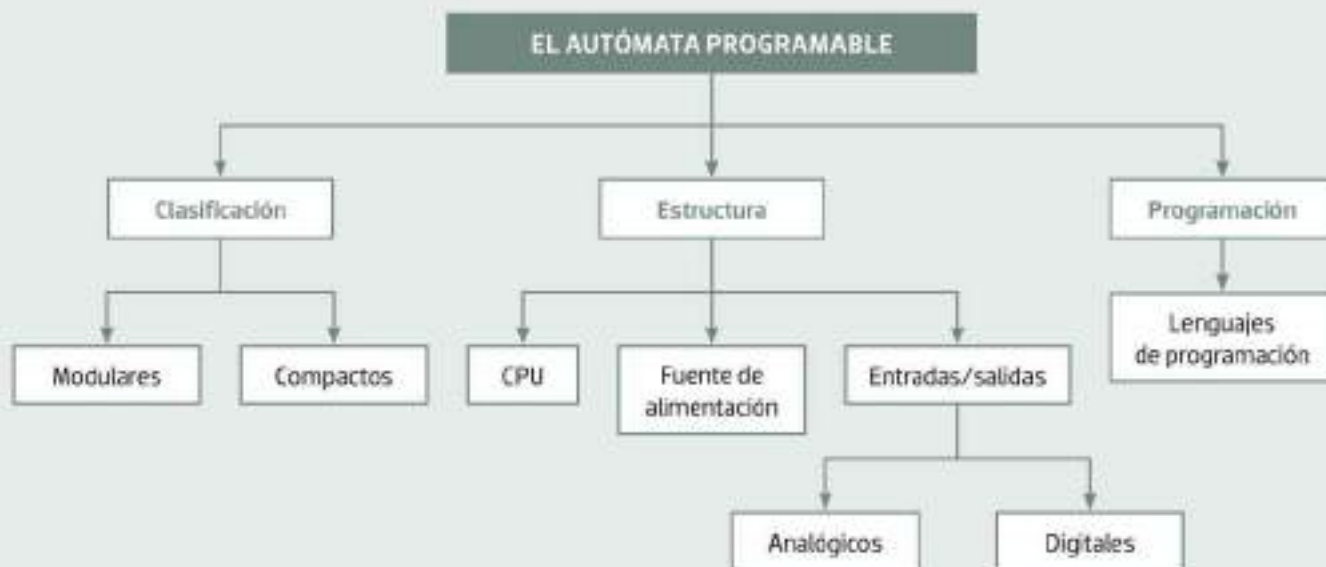 EL AUTÓMATA PROGRAMABLE
Clasificación
Estructura
Programación
Modulares
Compactos
CPU
Fuente de
alimentación
Entradas/salidas
Lenguajes
de programación
Analógicos
Digitales